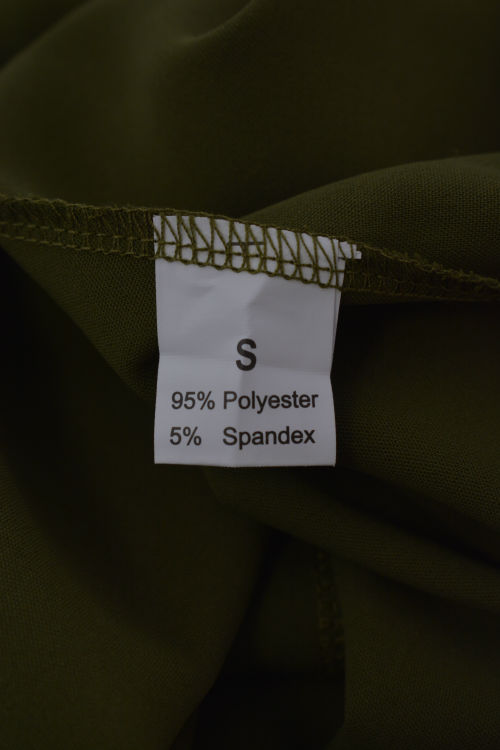 S
95% Polyester
5% Spandex